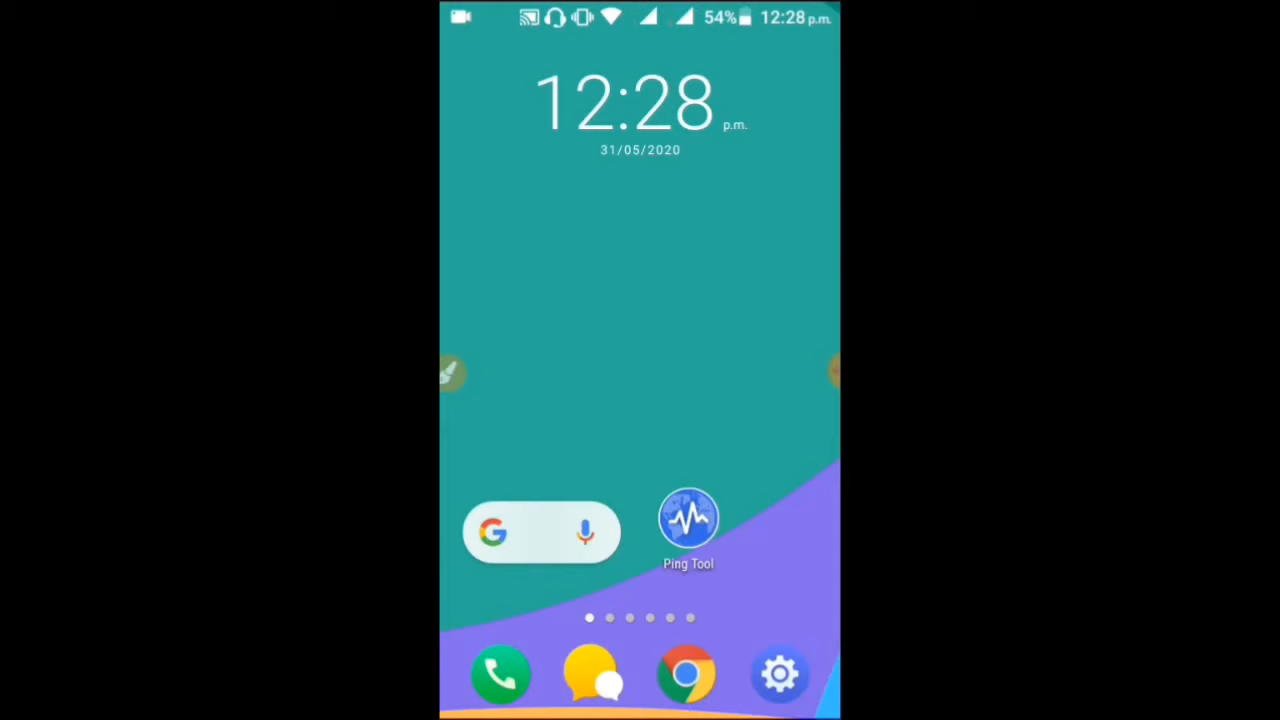 54% 12:28 p.m.
12:28 p.m.
31/05/2020
G
Ping Tool